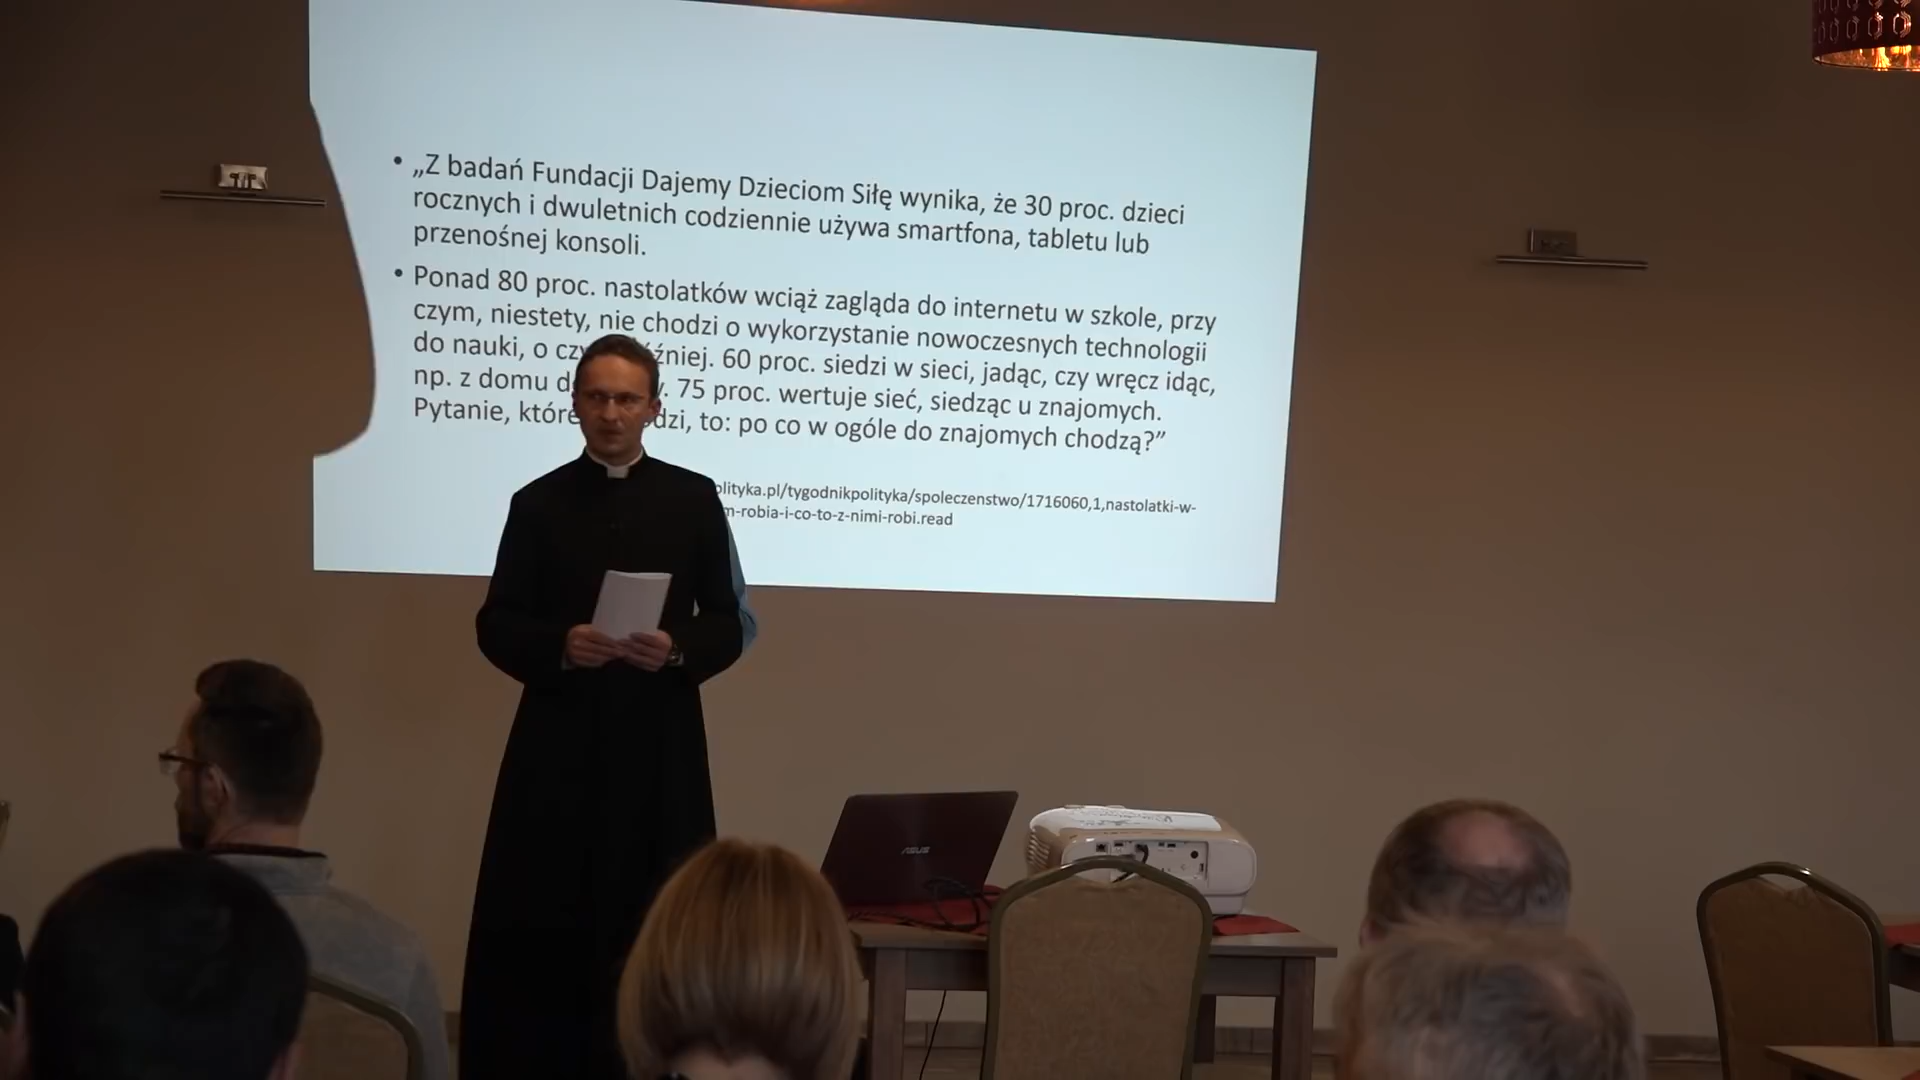 • „Z badań Fundacji Dajemy Dzieciom Siłę wynika, że 30 proc. dzieci
rocznych i dwuletnich codziennie używa smartfona, tabletu lub
przenośnej konsoli.
• Ponad 80 proc. nastolatków wciąż zagląda do internetu w szkole, przy
czym, niestety, nie chodzi o wykorzystanie nowoczesnych technologii
do nauki, o 60 proc. siedzi w sieci, jadąc, czy wręcz idąc,
np. z domu 75 proc. wertuje sieć, siedząc u znajomych.
Pytanie, to: po co w ogóle do znajomych chodzą?”
olityka.pl/tygodnikpolityka/spoleczenstwo/1716060,1,nastolatki-w-
m-robia-i-co-to-z-nimi-robi.read
ASUS